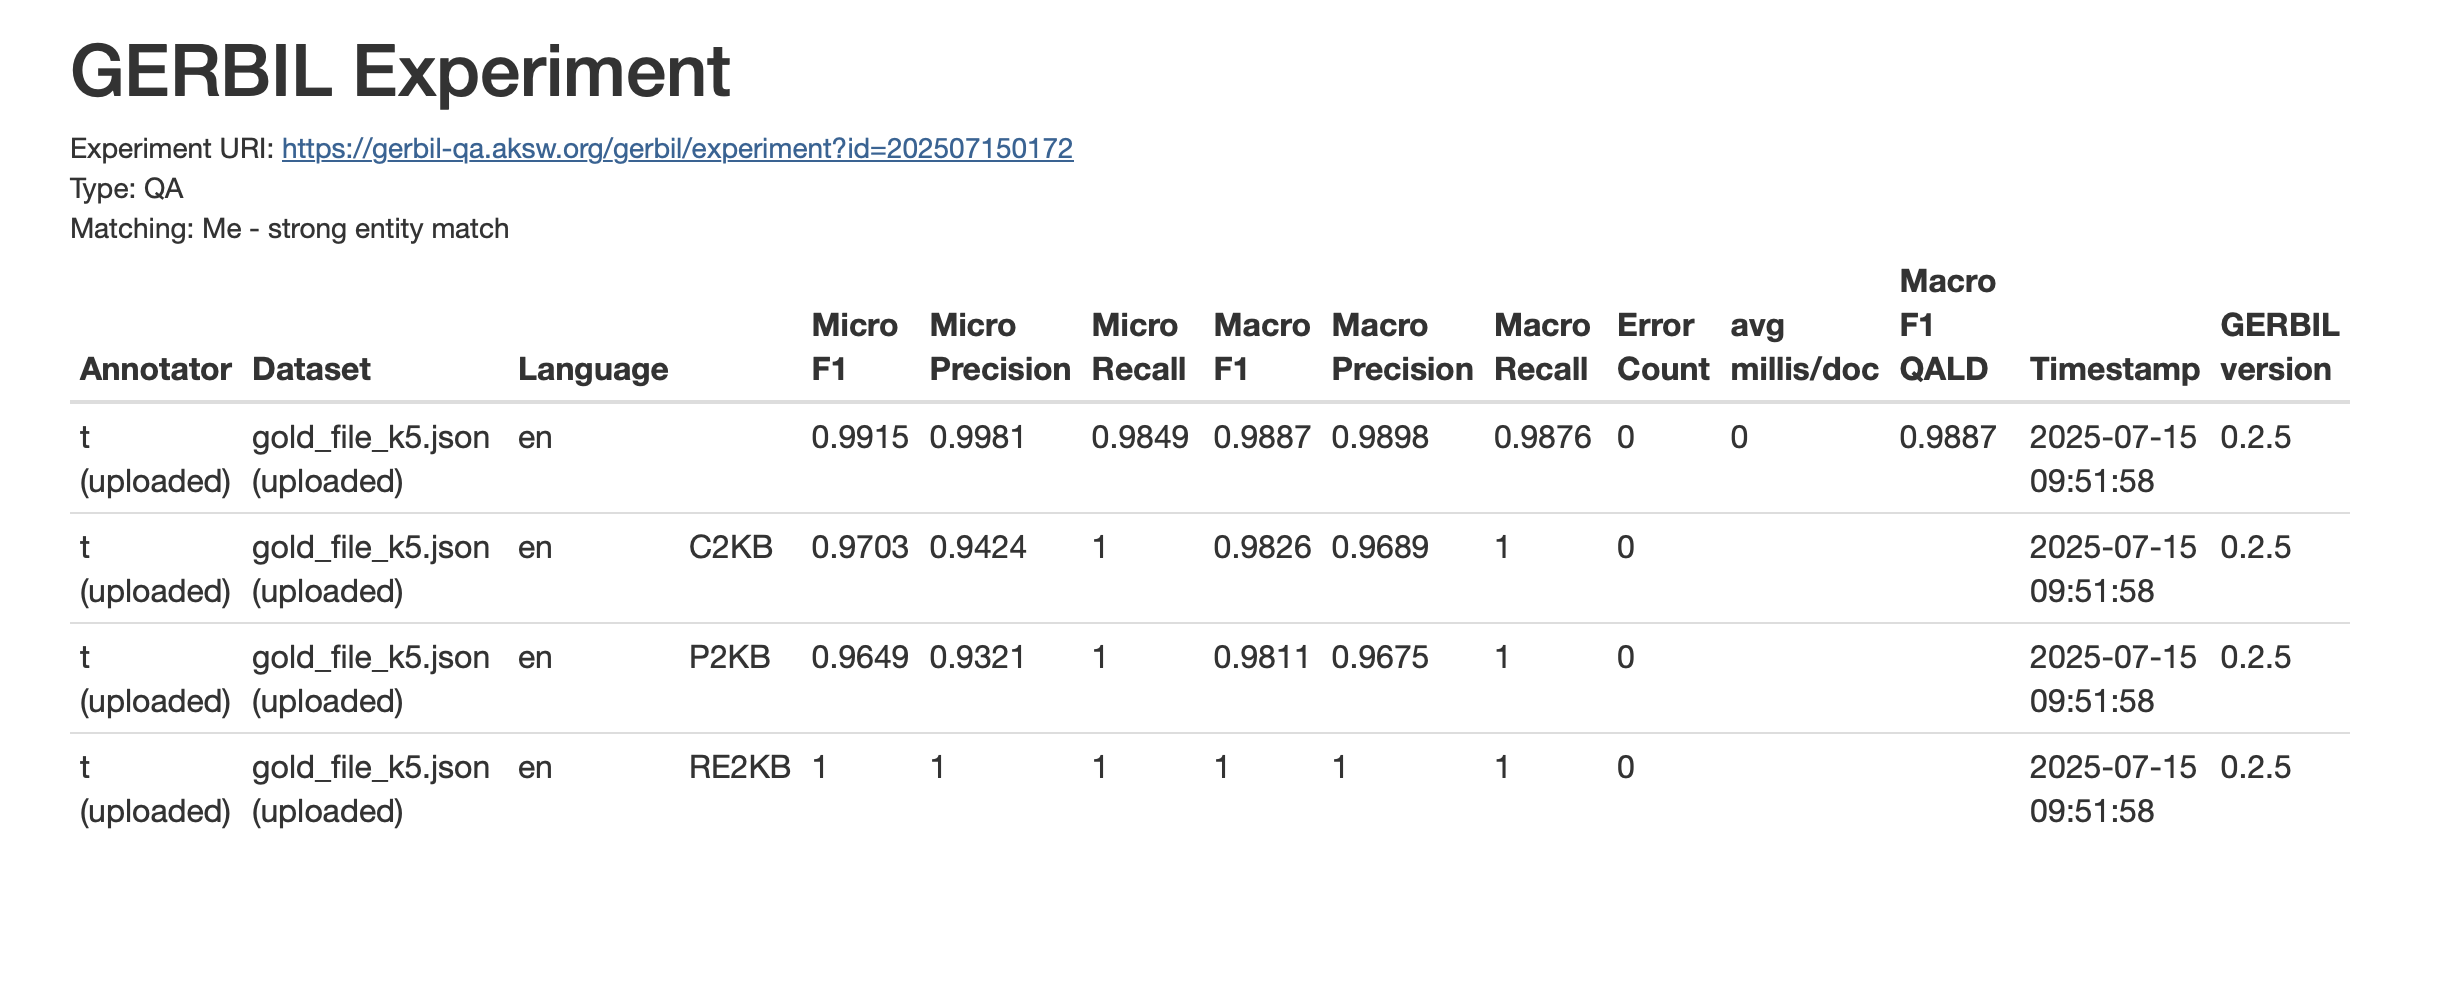 GERBIL Experiment
Experiment URI: https://gerbil-qa.aksw.org/gerbil/experiment?id=202507150172
Type: QA
Matching: Me - strong entity match
Annotator Dataset Language Micro F1 Micro Precision Micro Recall Macro F1 Macro Precision Macro Recall Error Count avg millis/doc Macro F1 QALD Timestamp GERBIL version
t gold_file_k5.json en 0.9915 0.9981 0.9849 0.9887 0.9898 0.9876 0 0 0.9887 2025-07-15 0.2.5
(uploaded) (uploaded) 09:51:58
t gold_file_k5.json en C2KB 0.9703 0.9424 1 0.9826 0.9689 1 0 2025-07-15 0.2.5
(uploaded) (uploaded) 09:51:58
t gold_file_k5.json en P2KB 0.9649 0.9321 1 0.9811 0.9675 1 0 2025-07-15 0.2.5
(uploaded) (uploaded) 09:51:58
t gold_file_k5.json en RE2KB 1 1 1 1 1 1 0 2025-07-15 0.2.5
(uploaded) (uploaded) 09:51:58